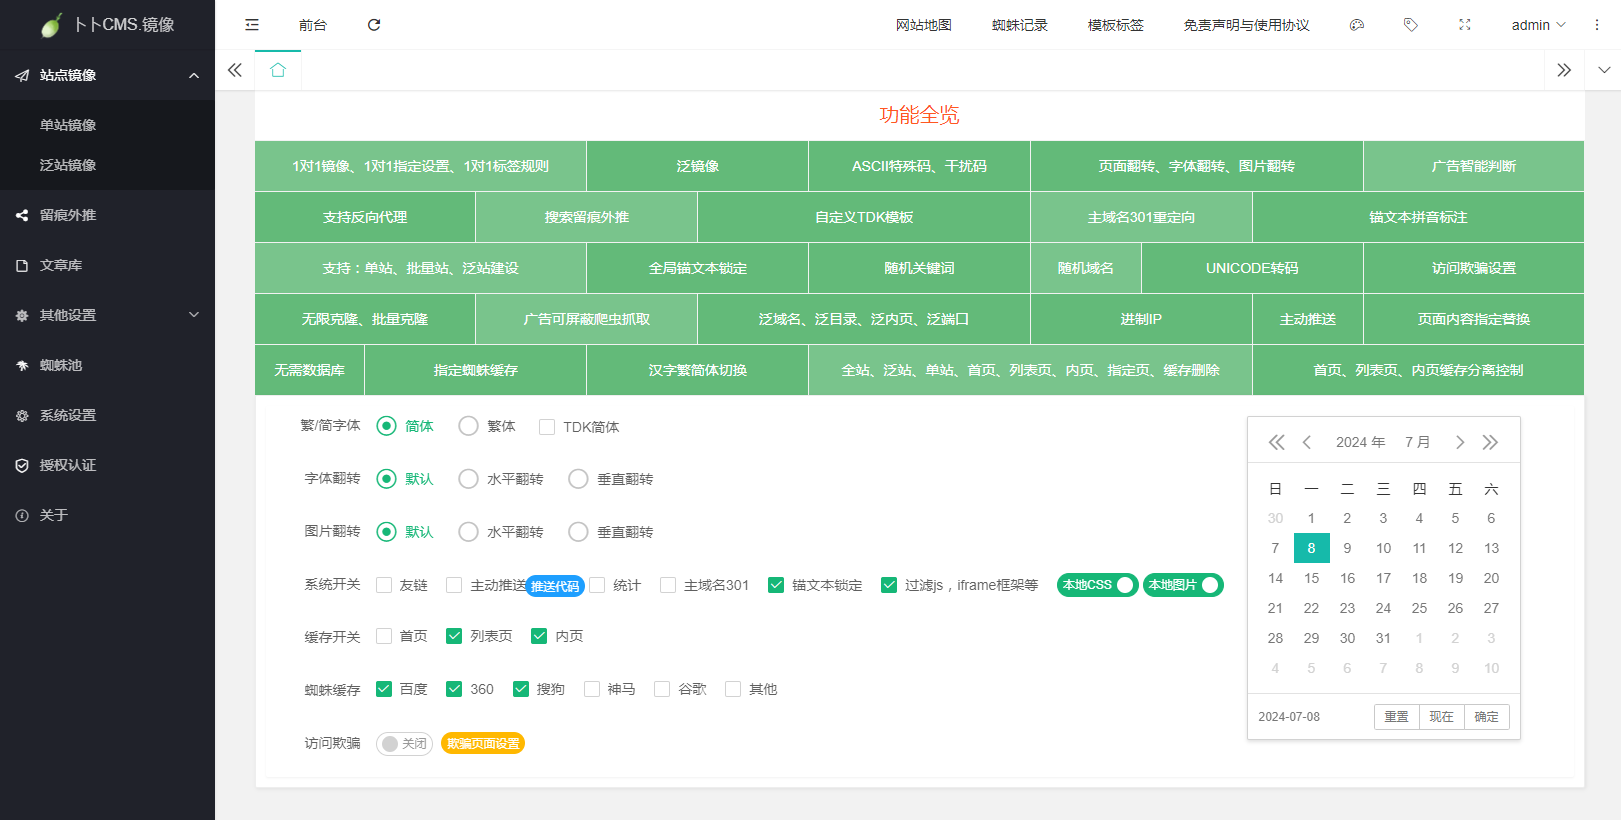 卜卜CMS.镜像
站点镜像
单站镜像
泛站镜像
留痕外推
文章库
其他设置
蜘蛛池
系统设置
授权认证
关于
前台
网站地图 蜘蛛记录 模板标签 免责声明与使用协议 admin
功能全览
1对1镜像、1对1指定设置、1对1标签规则 泛镜像 ASCII特殊码、干扰码 页面翻转、字体翻转、图片翻转 广告智能判断
支持反向代理 搜索留痕外推 自定义TDK模板 主域名301重定向 锚文本拼音标注
支持：单站、批量站、泛站建设 全局锚文本锁定 随机关键词 随机域名 UNICODE转码 访问欺骗设置
无限克隆、批量克隆 广告可屏蔽爬虫抓取 泛域名、泛目录、泛内页、泛端口 进制IP 主动推送 页面内容指定替换
无需数据库 指定蜘蛛缓存 汉字繁简体切换 全站、泛站、单站、首页、列表页、内页、指定页、缓存删除 首页、列表页、内页缓存分离控制
繁/简字体 简体 繁体 TDK简体
字体翻转 默认 水平翻转 垂直翻转
图片翻转 默认 水平翻转 垂直翻转
系统开关 友链 主动推送 推送代码 统计 主域名301 锚文本锁定 过滤js，iframe框架等 本地CSS 本地图片
缓存开关 首页 列表页 内页
蜘蛛缓存 百度 360 搜狗 神马 谷歌 其他
访问欺骗 关闭 欺骗页面设置
2024 年 7 月
日 一 二 三 四 五 六
30 1 2 3 4 5 6
7 8 9 10 11 12 13
14 15 16 17 18 19 20
21 22 23 24 25 26 27
28 29 30 31 1 2 3
4 5 6 7 8 9 10
2024-07-08 重置 现在 确定